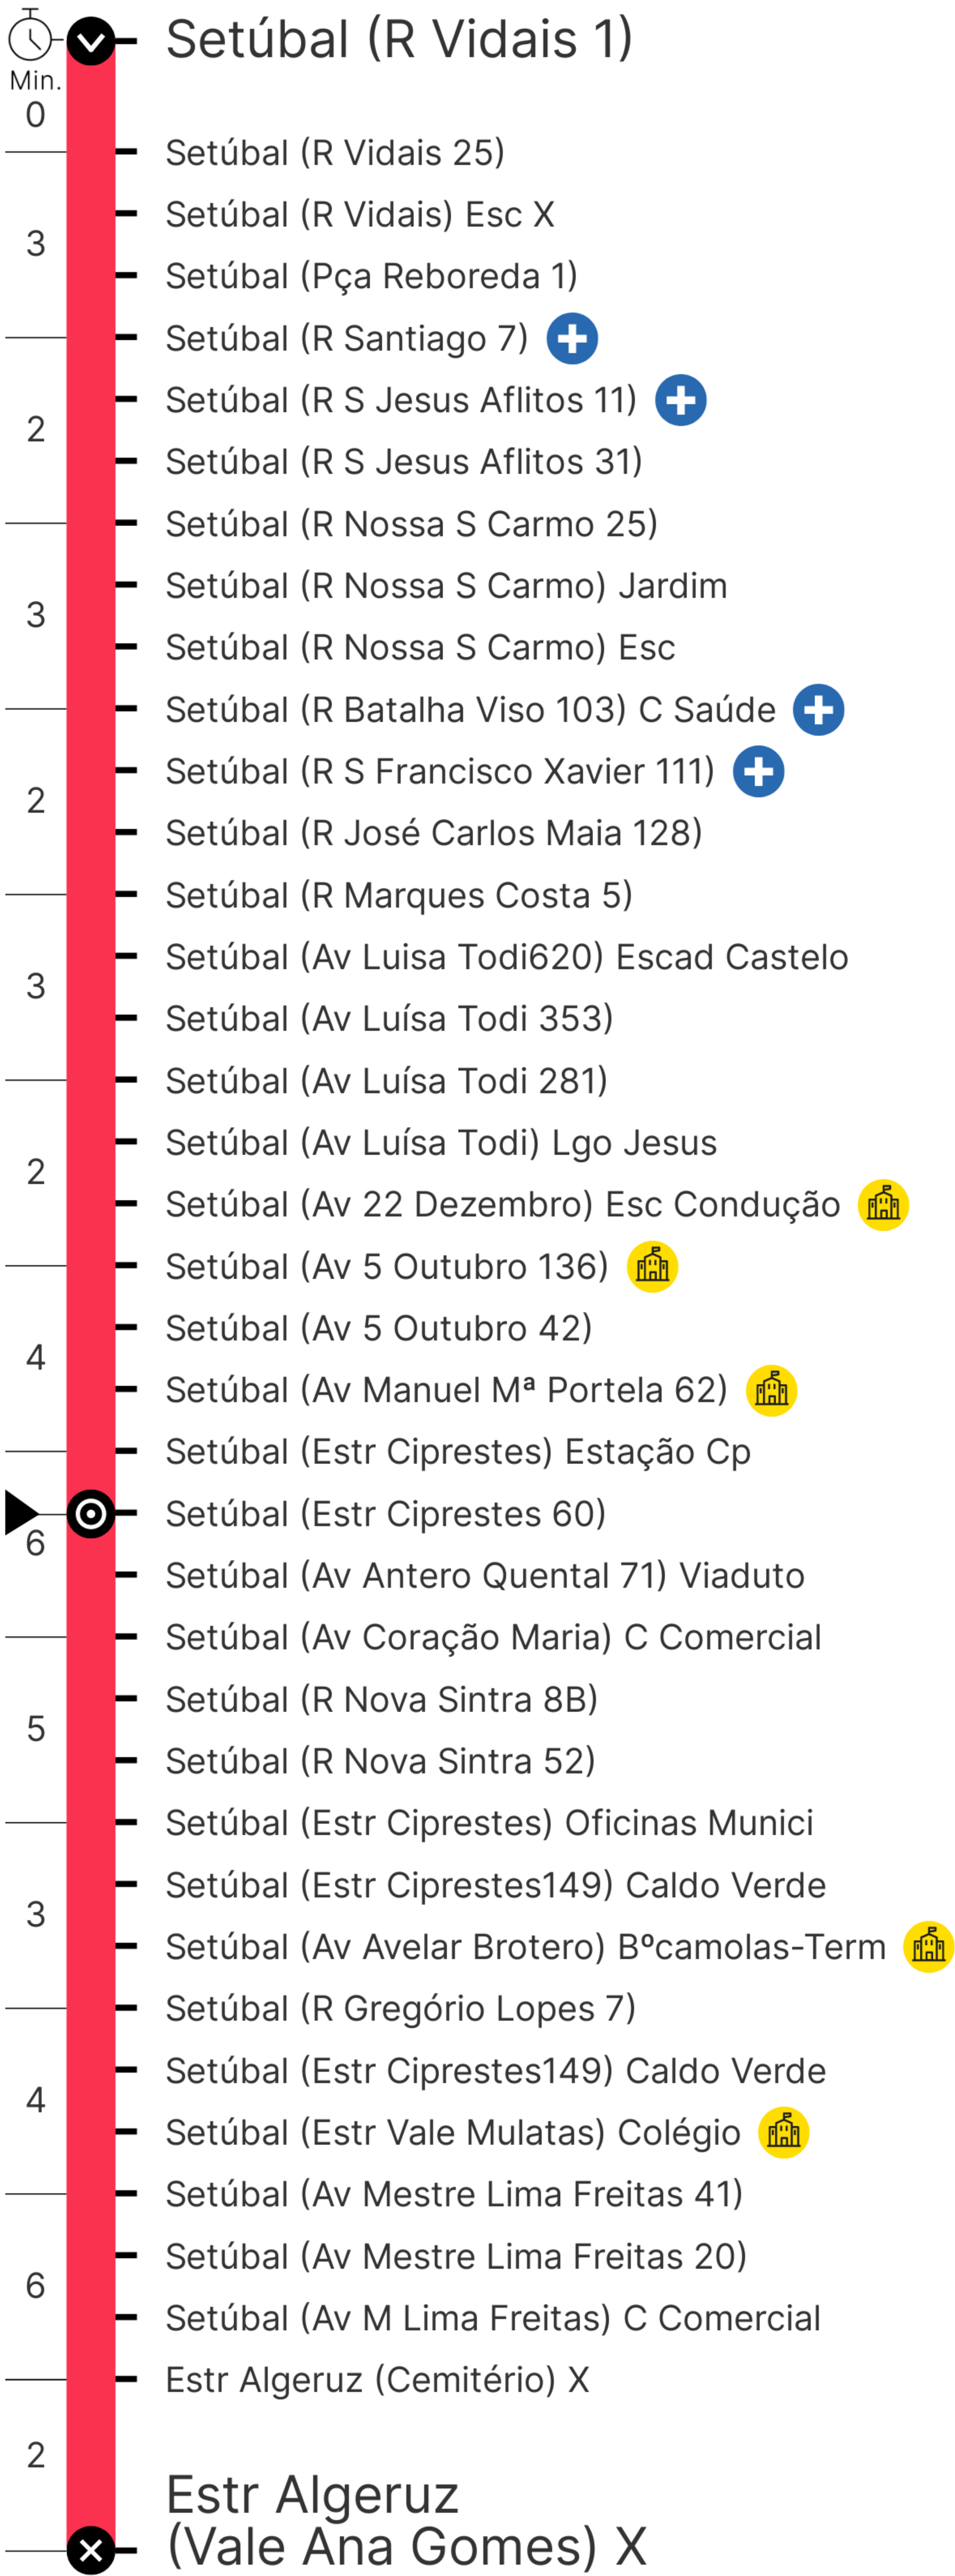 Setúbal (R Vidais 1)
Min.
0
Setúbal (R Vidais 25)
Setúbal (R Vidais) Esc X
3
Setúbal (Pça Reboreda 1)
Setúbal (R Santiago 7)
Setúbal (R S Jesus Aflitos 11)
2
Setúbal (R S Jesus Aflitos 31)
Setúbal (R Nossa S Carmo 25)
Setúbal (R Nossa S Carmo) Jardim
3
Setúbal (R Nossa S Carmo) Esc
Setúbal (R Batalha Viso 103) C Saúde
Setúbal (R S Francisco Xavier 111)
2
Setúbal (R José Carlos Maia 128)
Setúbal (R Marques Costa 5)
Setúbal (Av Luisa Todi620) Escad Castelo
3
Setúbal (Av Luísa Todi 353)
Setúbal (Av Luísa Todi 281)
Setúbal (Av Luísa Todi) Lgo Jesus
2
Setúbal (Av 22 Dezembro) Esc Condução
Setúbal (Av 5 Outubro 136)
Setúbal (Av 5 Outubro 42)
4
Setúbal (Av Manuel Mª Portela 62)
Setúbal (Estr Ciprestes) Estação Cp
Setúbal (Estr Ciprestes 60)
6
Setúbal (Av Antero Quental 71) Viaduto
Setúbal (Av Coração Maria) C Comercial
Setúbal (R Nova Sintra 8B)
5
Setúbal (R Nova Sintra 52)
Setúbal (Estr Ciprestes) Oficinas Munici
Setúbal (Estr Ciprestes149) Caldo Verde
3
Setúbal (Av Avelar Brotero) Bºcamolas-Term
Setúbal (R Gregório Lopes 7)
Setúbal (Estr Ciprestes149) Caldo Verde
4
Setúbal (Estr Vale Mulatas) Colégio
Setúbal (Av Mestre Lima Freitas 41)
Setúbal (Av Mestre Lima Freitas 20)
6
Setúbal (Av M Lima Freitas) C Comercial
Estr Algeruz (Cemitério) X
2
Estr Algeruz
(Vale Ana Gomes) X